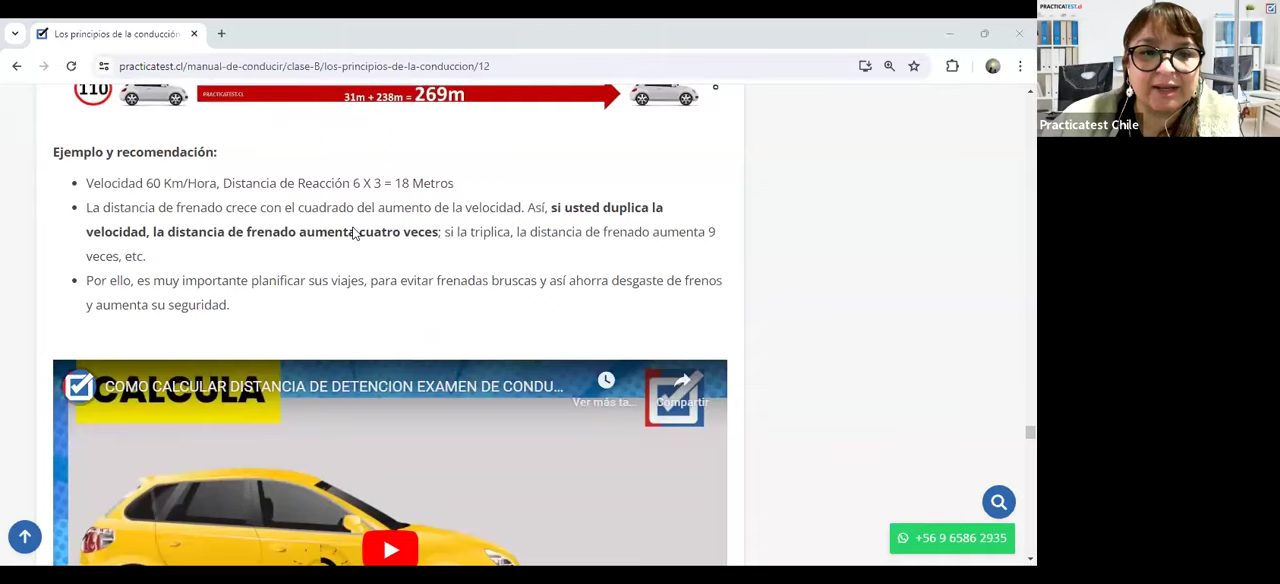 Los principios de la conducción
practicatest.cl/manual-de-conducir/clase-B/los-principios-de-la-conduccion/12
PRACTICATEST.cl
Practicatest Chile
110
PRACTICATEST.CL
31m + 238m = 269m
Ejemplo y recomendación:
Velocidad 60 Km/Hora, Distancia de Reacción 6 X 3 = 18 Metros
La distancia de frenado crece con el cuadrado del aumento de la velocidad. Así, si usted duplica la
velocidad, la distancia de frenado aumenta cuatro veces; si la triplica, la distancia de frenado aumenta 9
veces, etc.
Por ello, es muy importante planificar sus viajes, para evitar frenadas bruscas y así ahorra desgaste de frenos
y aumenta su seguridad.
CALCULA
COMO CALCULAR DISTANCIA DE DETENCION EXAMEN DE CONDU...
Ver más ta...
Compartir
+56 9 6586 2935